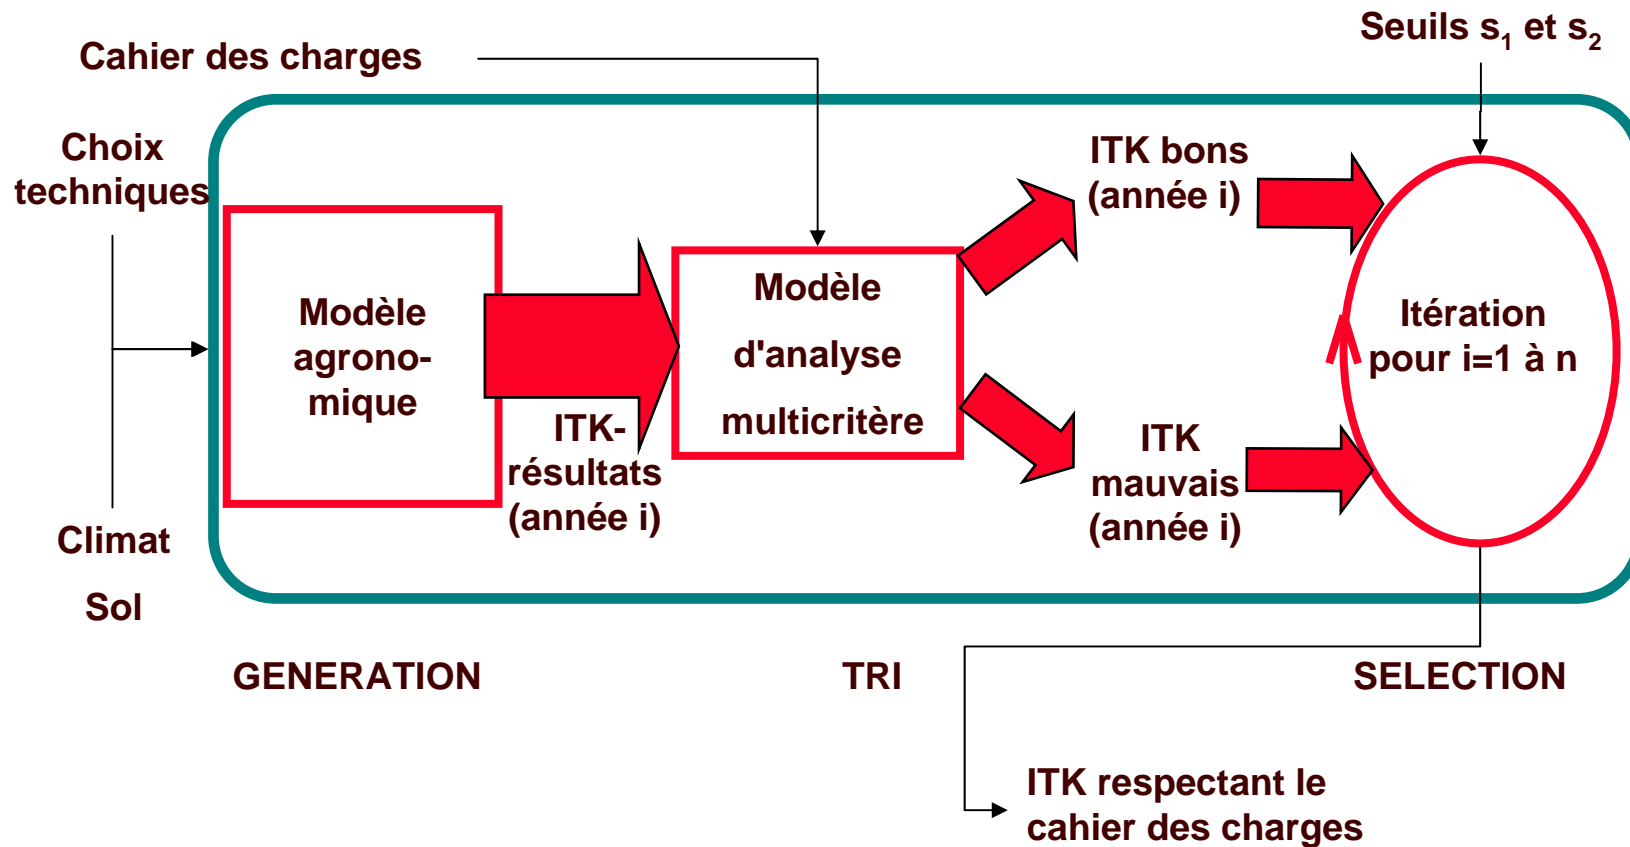 Seuils s1 et s2
Cahier des charges
Choix
techniques
Climat
Sol
Modèle
agrono-
mique
ITK-
résultats
(année i)
Modèle
d'analyse
multicritère
ITK bons
(année i)
ITK
mauvais
(année i)
Itération
pour i=1 à n
GENERATION
TRI
SELECTION
ITK respectant le
cahier des charges